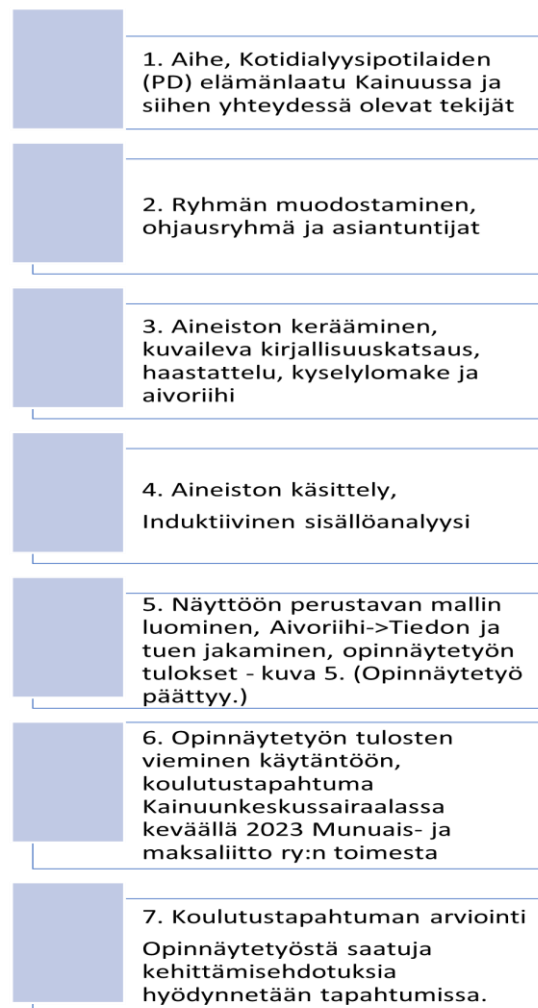 1. Aihe, Kotidialyysipotilaiden
(PD) elämänlaatu Kainuussa ja
siihen yhteydessä olevat tekijät
2. Ryhmän muodostaminen,
ohjausryhmä ja asiantuntijat
3. Aineiston kerääminen,
kuvaileva kirjallisuuskatsaus,
haastattelu, kyselylomake ja
aivoriihi
4. Aineiston käsittely,
Induktiivinen sisällöanalyysi
5. Näyttöön perustavan mallin
luominen, Aivoriihi->Tiedon ja
tuen jakaminen, opinnäytetyön
tulokset - kuva 5. (Opinnäytetyö
päättyy.)
6. Opinnäytetyön tulosten
vieminen käytäntöön,
koulutustapahtuma
Kainuunkeskussairaalassa
keväällä 2023 Munuais- ja
maksaliitto ry:n toimesta
7. Koulutustapahtuman arviointi
Opinnäytetyöstä saatuja
kehittämisehdotuksia
hyödynnetään tapahtumissa.